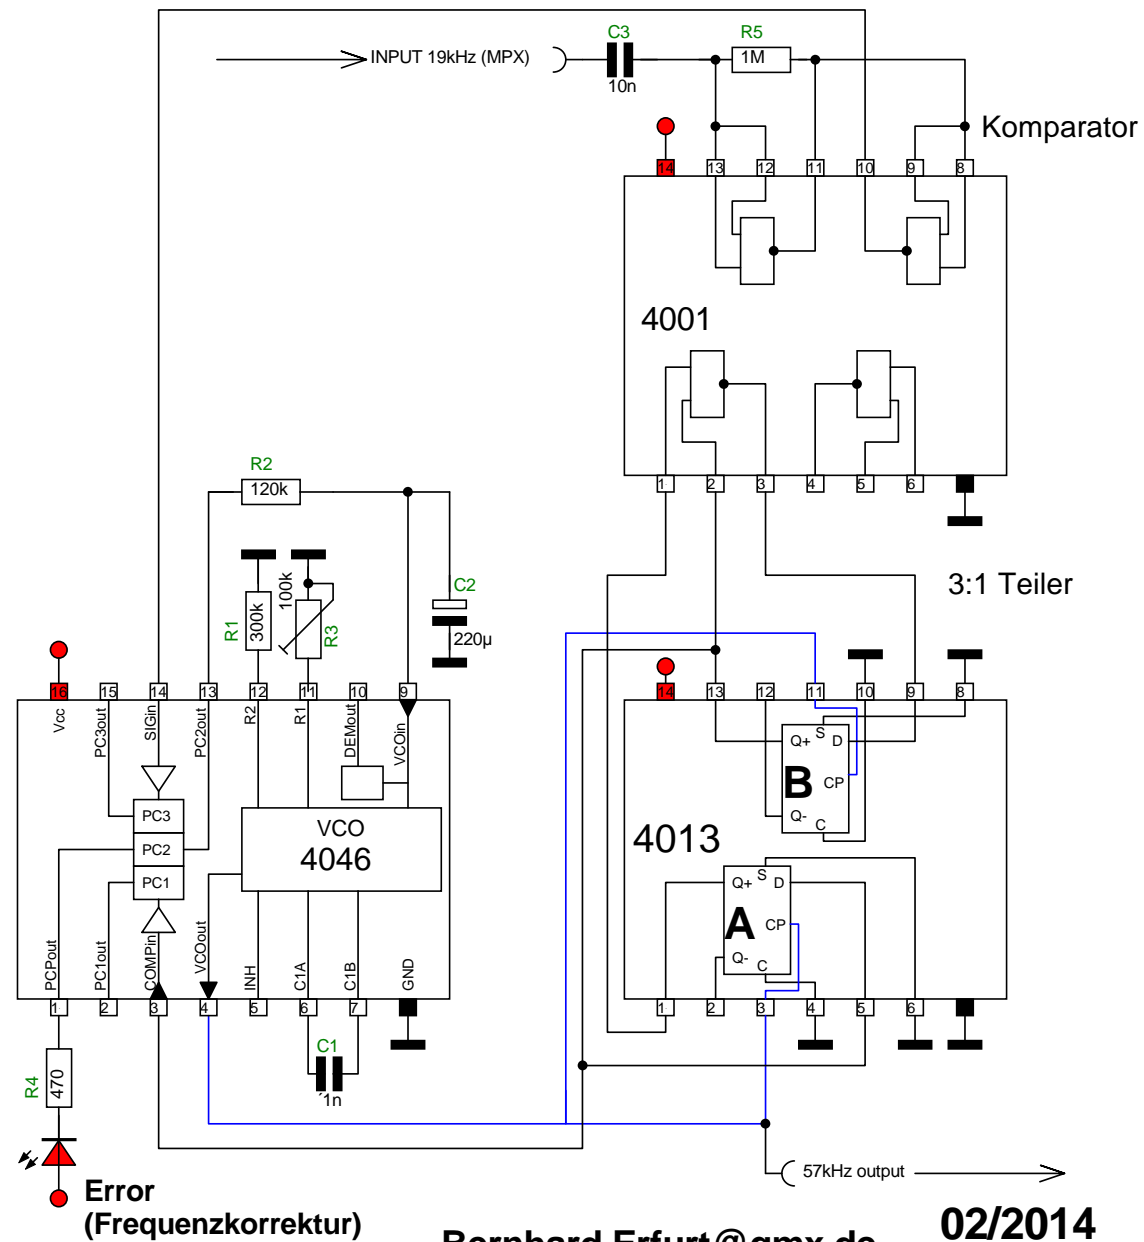 C3
R5
INPUT 19kHz (MPX)
1M
10n
Komparator
14 13 12 11 10 9 8
4001
1 2 3 4 5 6
R2
120k
3:1 Teiler
R1
300k
100k
R3
C2
220µ
16 15 14 13 12 11 10 9
Vcc
PC3out
SIGin
PC2out
R2
R1
DEMout
VCOin
14 13 12 11 10 9 8
Q+ S D
B
CP
Q- C
PC3
PC2
PC1
VCO
4046
4013
Q+ S D
A
CP
Q- C
PCPout
PC1out
COMPin
VCOout
INH
C1A
C1B
GND
1 2 3 4 5 6 7
1 2 3 4 5 6
C1
1n
R4
470
57kHz output
Error
(Frequenzkorrektur)
Bernhard.Erfurt@gmx.de
02/2014